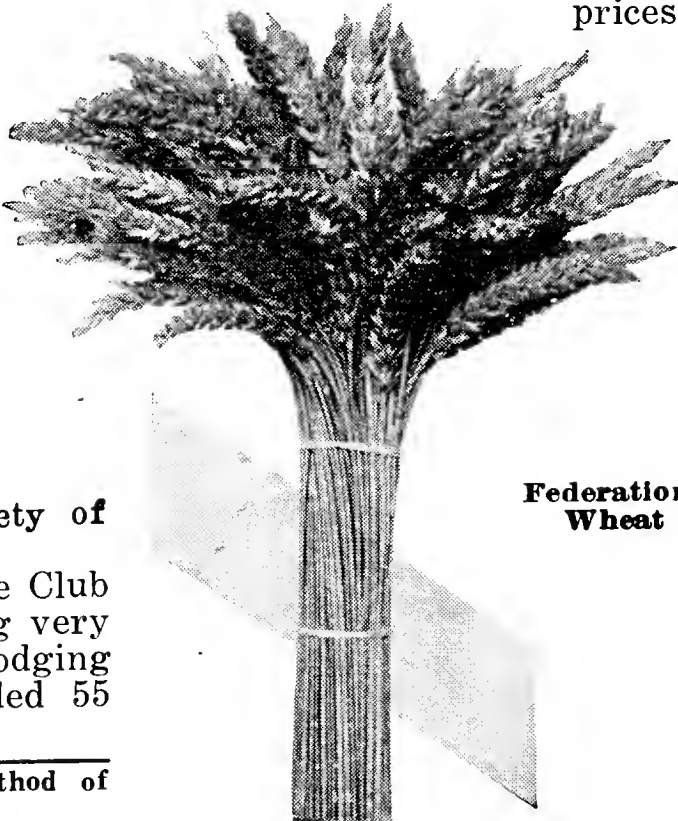 prices
Federation
Wheat
ety of
e Club
g very
odging
led 55
thod of